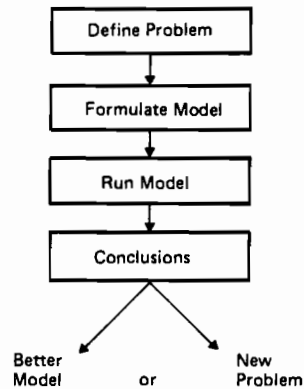 Define Problem
Formulate Model
Run Model
Conclusions
Better Model
or
New Problem